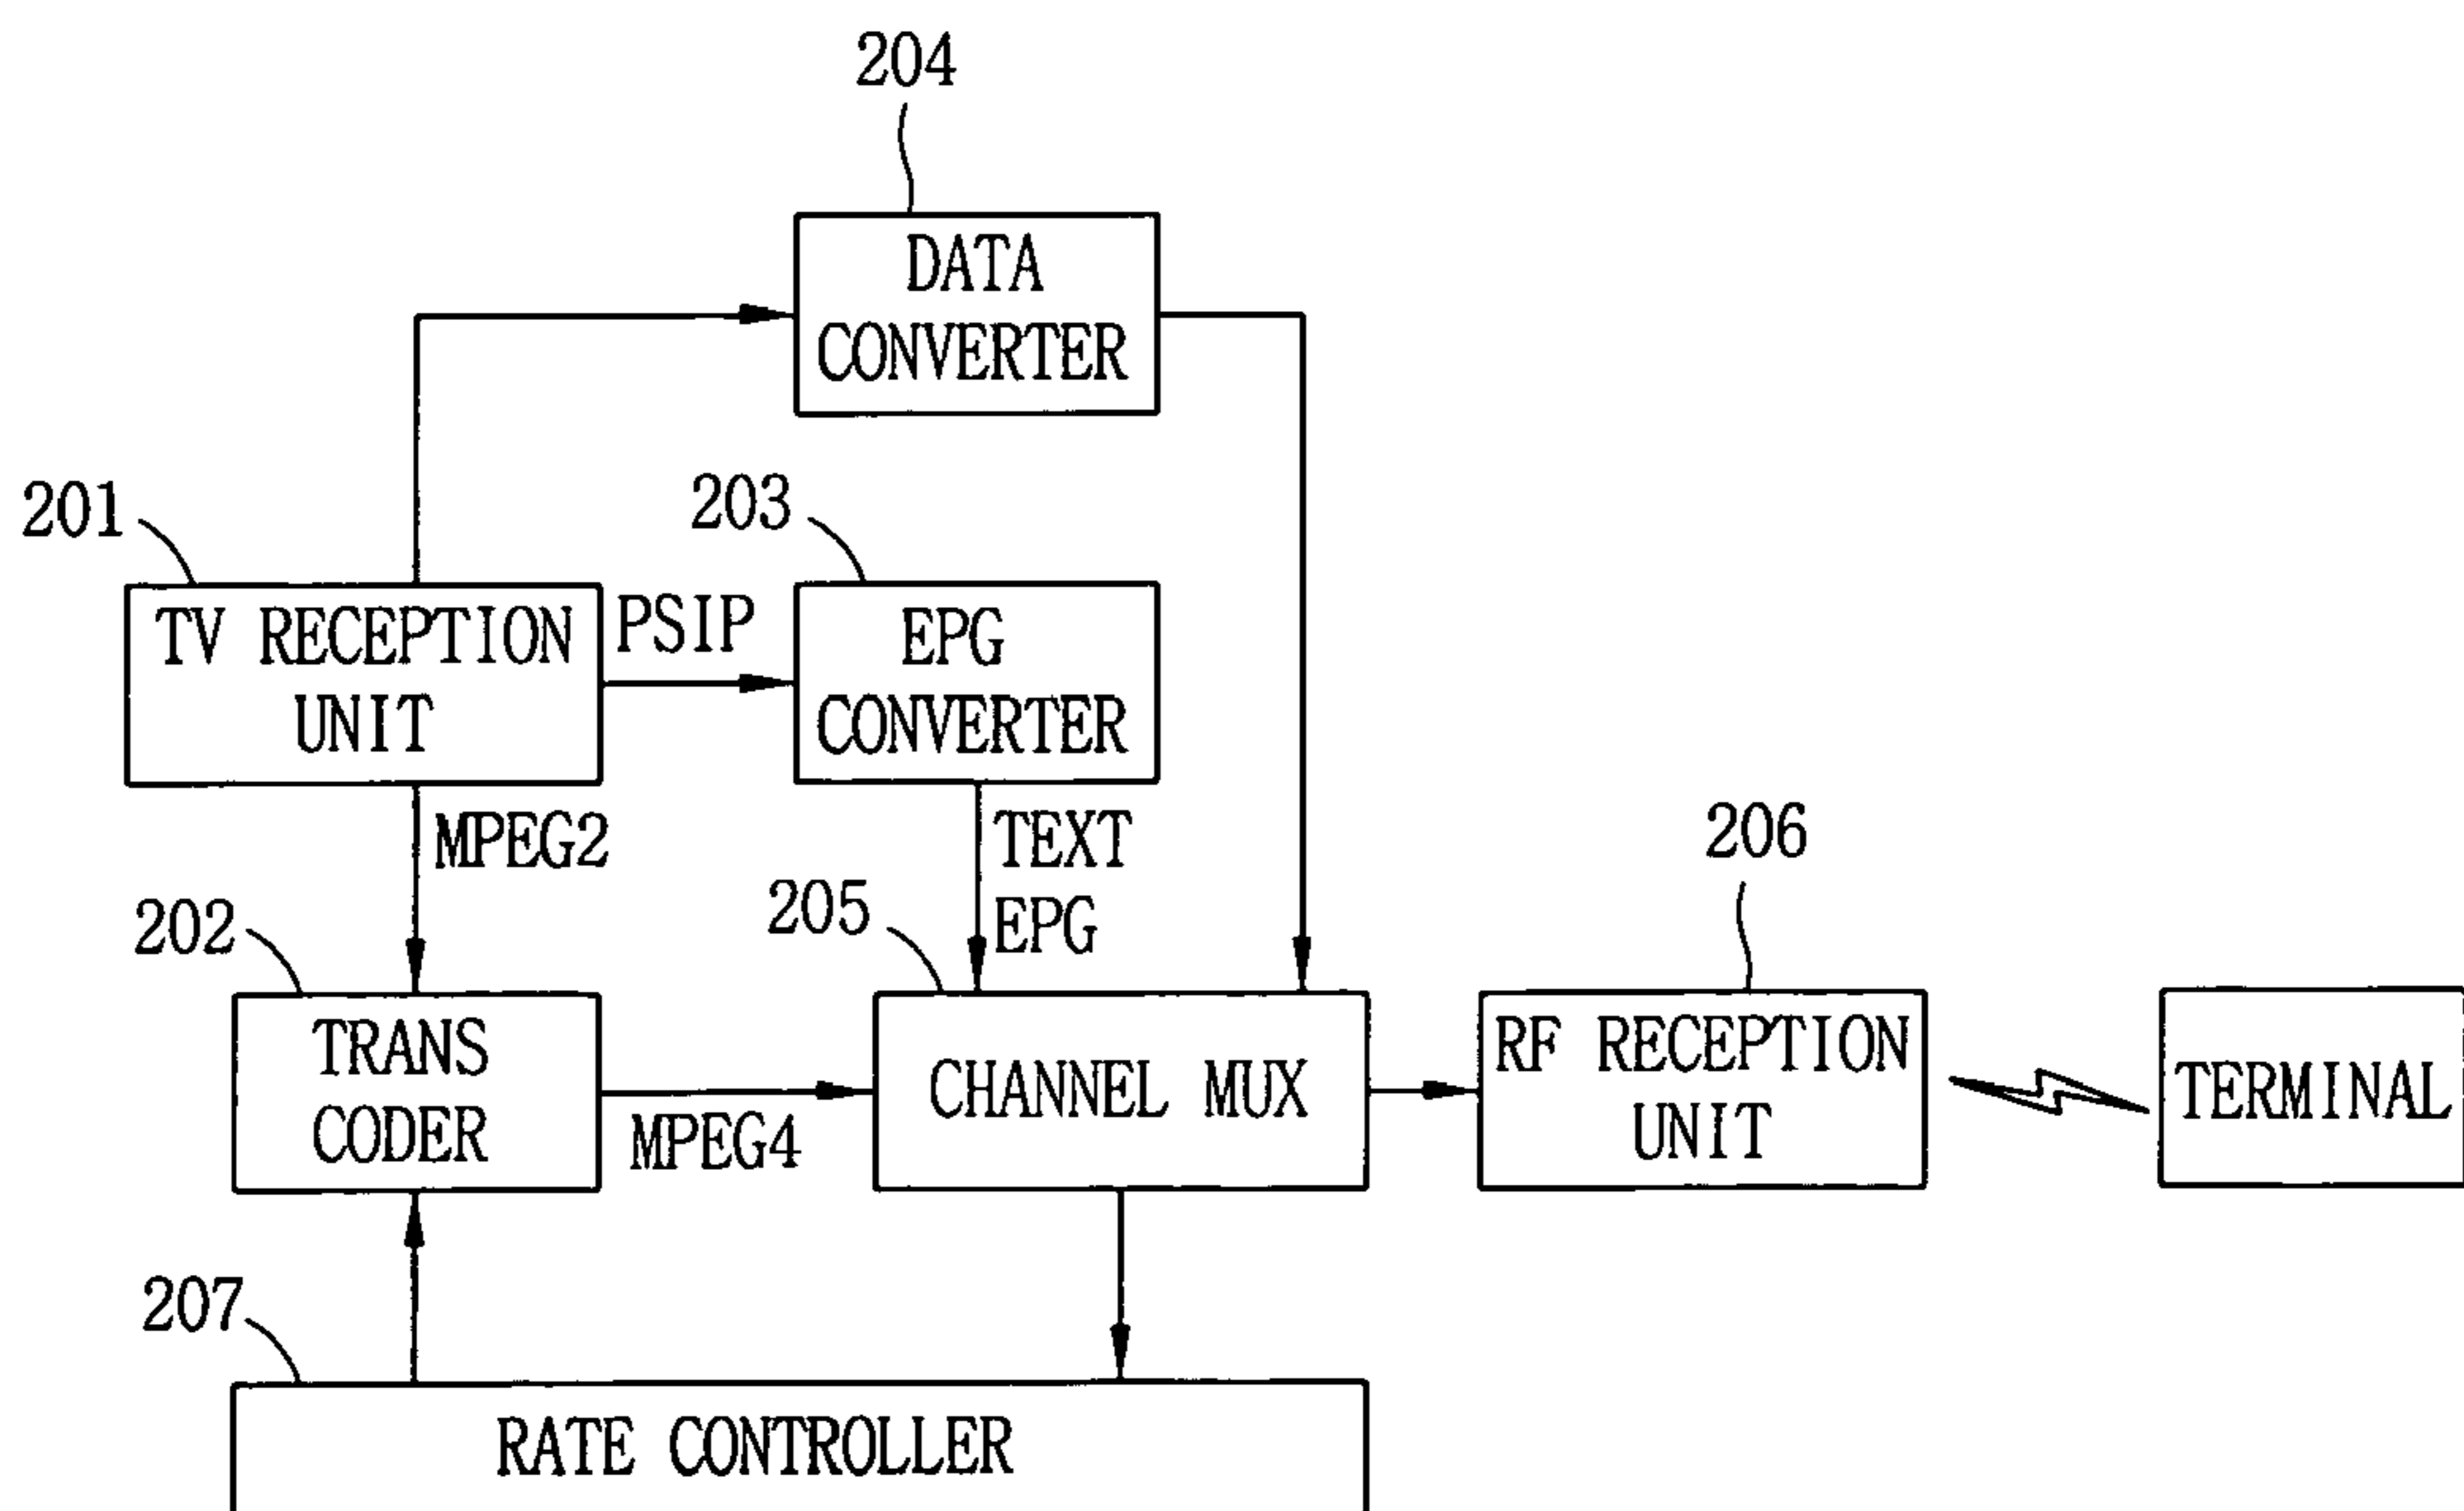 204
DATA
CONVERTER
201
203
TV RECEPTION
UNIT
PSIP
EPG
CONVERTER
MPEG2
TEXT
EPG
206
202
205
TRANS
CODER
MPEG4
CHANNEL MUX
RF RECEPTION
UNIT
TERMINAL
207
RATE CONTROLLER